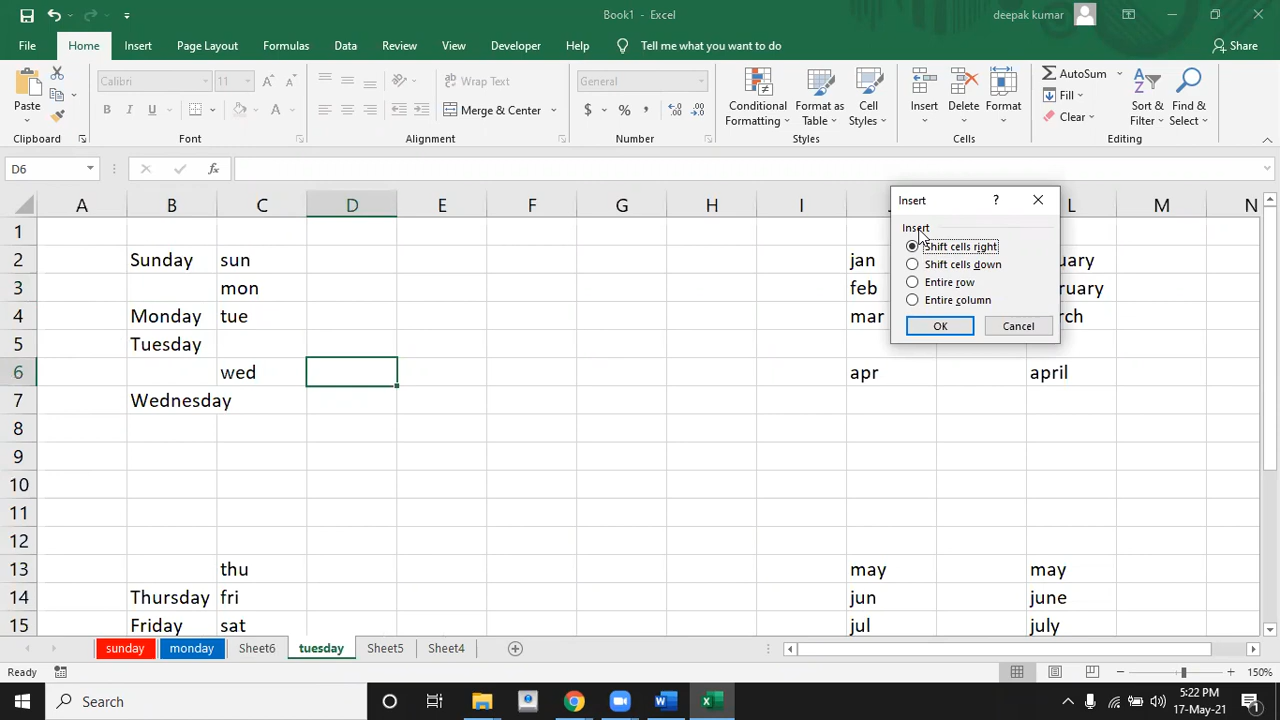 Book1 - Excel
deepak kumar
File Home Insert Page Layout Formulas Data Review View Developer Help Tell me what you want to do Share
Paste
Calibri 11
B I U A
Wrap Text
Merge & Center
General
$ % ,
Conditional Formatting
Format as Table
Cell Styles
Insert Delete Format
AutoSum
Fill
Clear
Sort & Filter
Find & Select
Clipboard Font Alignment Number Styles Cells Editing
D6 fx
A B C D E F G H I L M N
1
2 Sunday sun jan
3 mon feb
4 Monday tue mar
5 Tuesday
6 wed apr april
7 Wednesday
8
9
10
11
12
13 thu may may
14 Thursday fri jun june
15 Friday sat jul july
Insert ?
Insert
Shift cells right
Shift cells down
Entire row
Entire column
OK Cancel
sunday monday Sheet6 tuesday Sheet5 Sheet4
Ready 150%
Search
5:22 PM
17-May-21